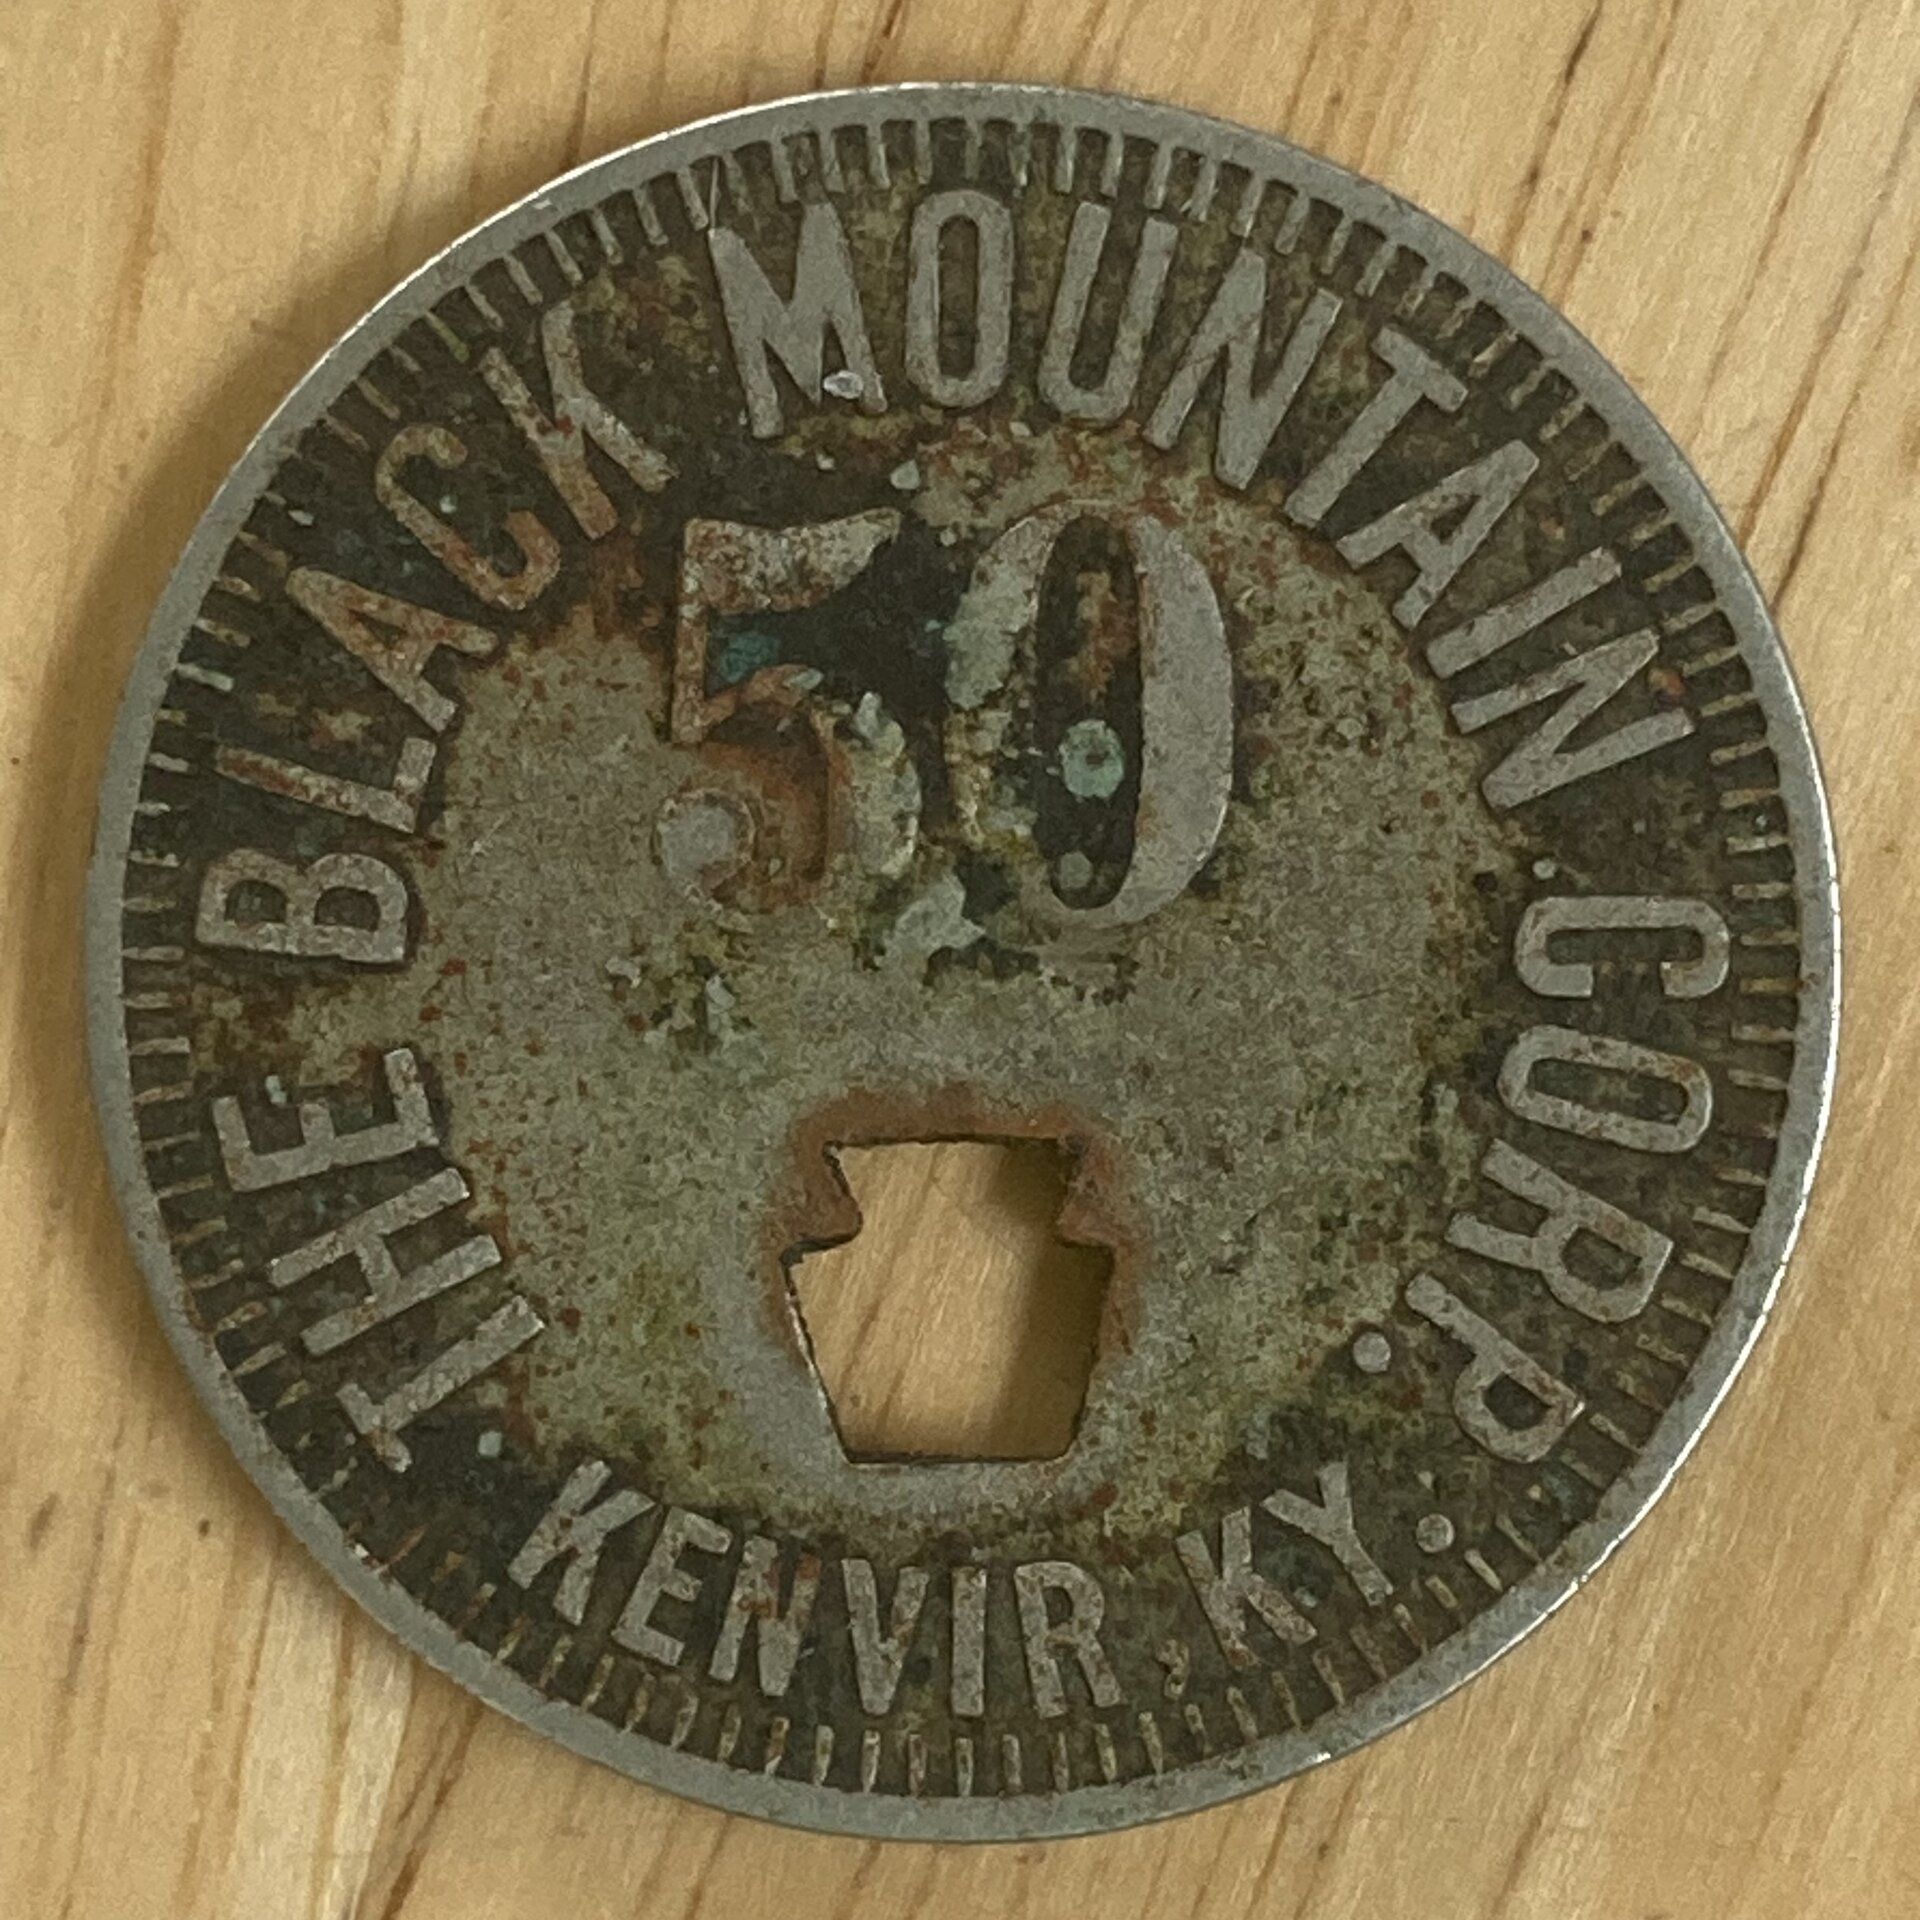 THE BLACK MOUNTAIN CORP.
50
KENVIR, KY.